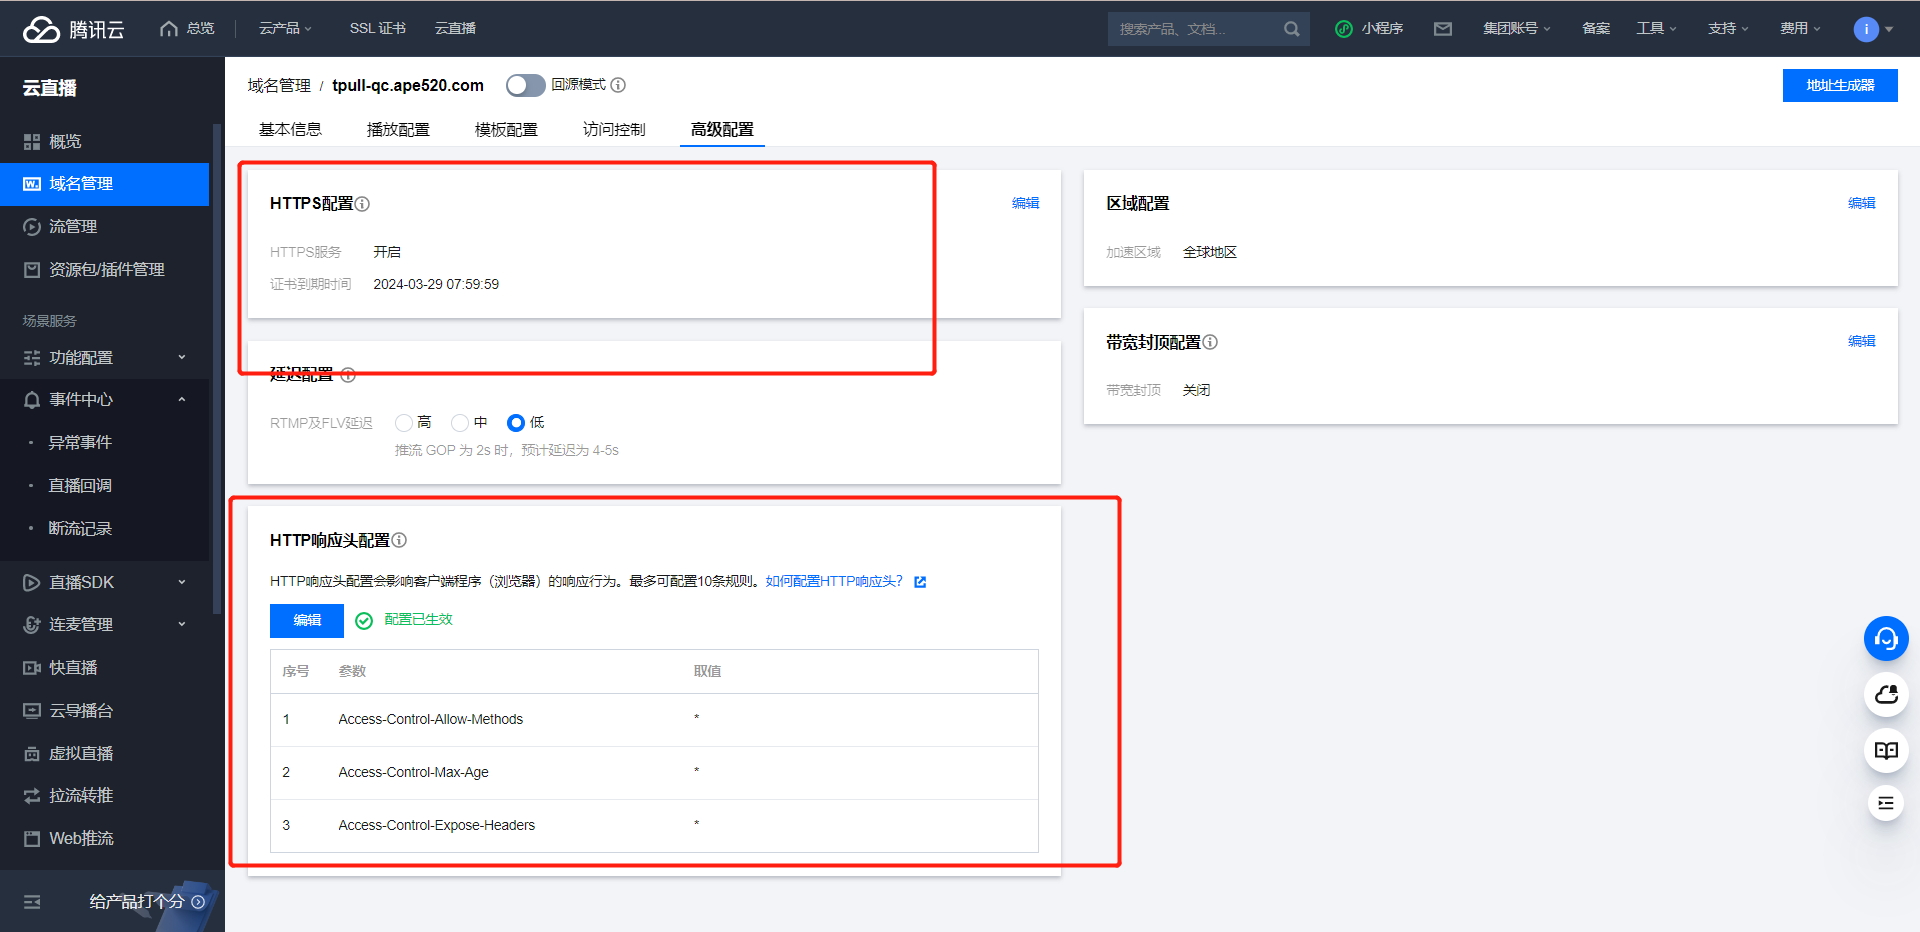 腾讯云 总览 云产品 SSL 证书 云直播 搜索产品、文档... 小程序 集团账号 备案 工具 支持 费用 i
云直播
概览
域名管理
流管理
资源包/插件管理
场景服务
功能配置
事件中心
异常事件
直播回调
断流记录
直播SDK
连麦管理
快直播
云导播台
虚拟直播
拉流转推
Web推流
给产品打个分
域名管理 / tpull-qc.ape520.com 回源模式 地址生成器
基本信息 播放配置 模板配置 访问控制 高级配置
HTTPS配置 编辑
HTTPS服务 开启
证书到期时间 2024-03-29 07:59:59
延迟配置
RTMP及FLV延迟 高 中 低
推流 GOP 为 2s 时，预计延迟为 4-5s
HTTP响应头配置
HTTP响应头配置会影响客户端程序（浏览器）的响应行为。最多可配置10条规则。如何配置HTTP响应头？
编辑 配置已生效
序号 参数 取值
1 Access-Control-Allow-Methods *
2 Access-Control-Max-Age *
3 Access-Control-Expose-Headers *
区域配置 编辑
加速区域 全球地区
带宽封顶配置 编辑
带宽封顶 关闭